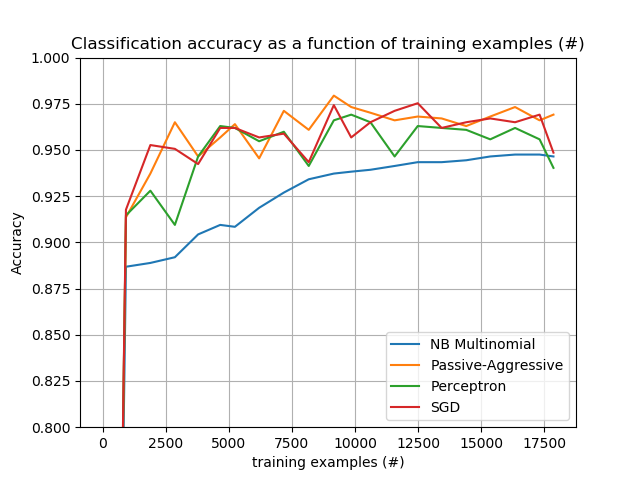 Classification accuracy as a function of training examples (#)
1.000
0.975
0.950
0.925
0.900
0.875
0.850
0.825
0.800
Accuracy
NB Multinomial
Passive-Aggressive
Perceptron
SGD
0 2500 5000 7500 10000 12500 15000 17500
training examples (#)